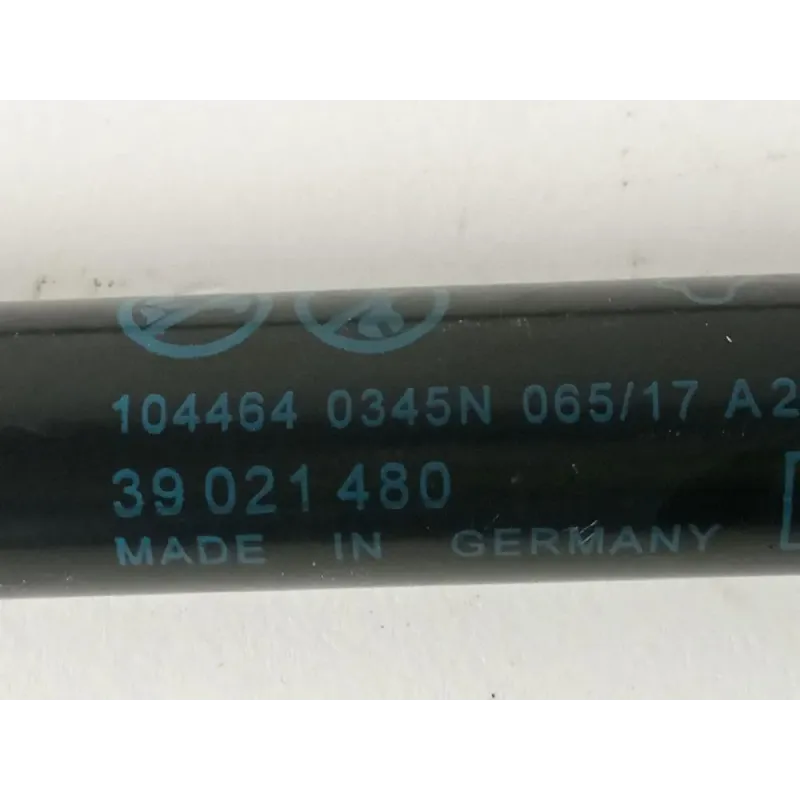 104464 0345N 065/17 A2
39 021 480
MADE IN GERMANY